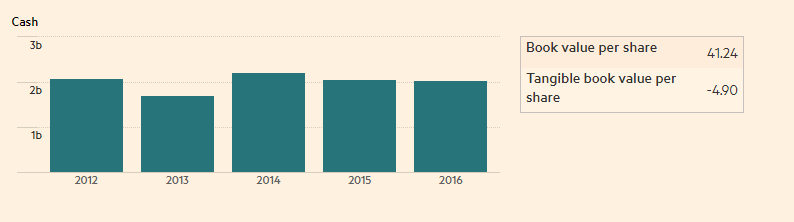 Cash
3b
2b
1b
2012 2013 2014 2015 2016
Book value per share 41.24
Tangible book value per
share -4.90